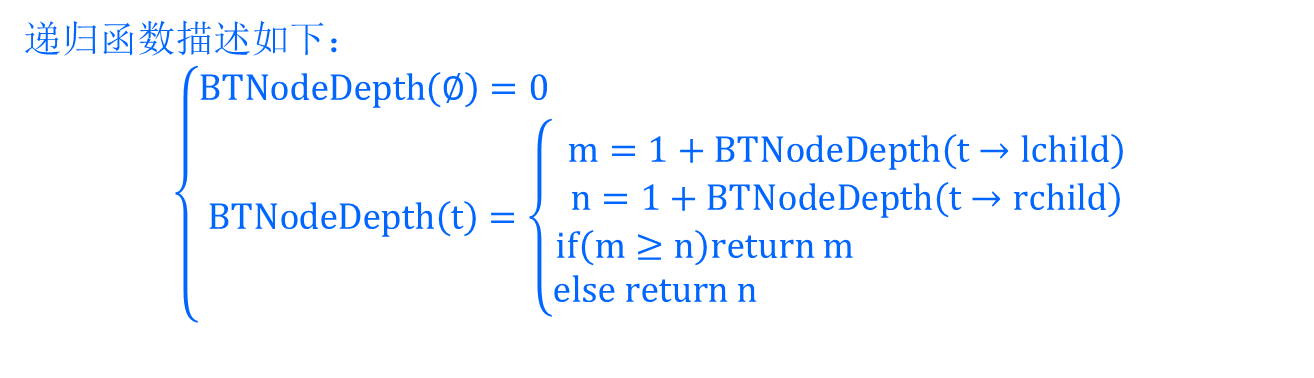 递归函数描述如下：
BTNodeDepth(∅) = 0
m = 1 + BTNodeDepth(t → lchild)
n = 1 + BTNodeDepth(t → rchild)
BTNodeDepth(t) =
if(m ≥ n)return m
else return n